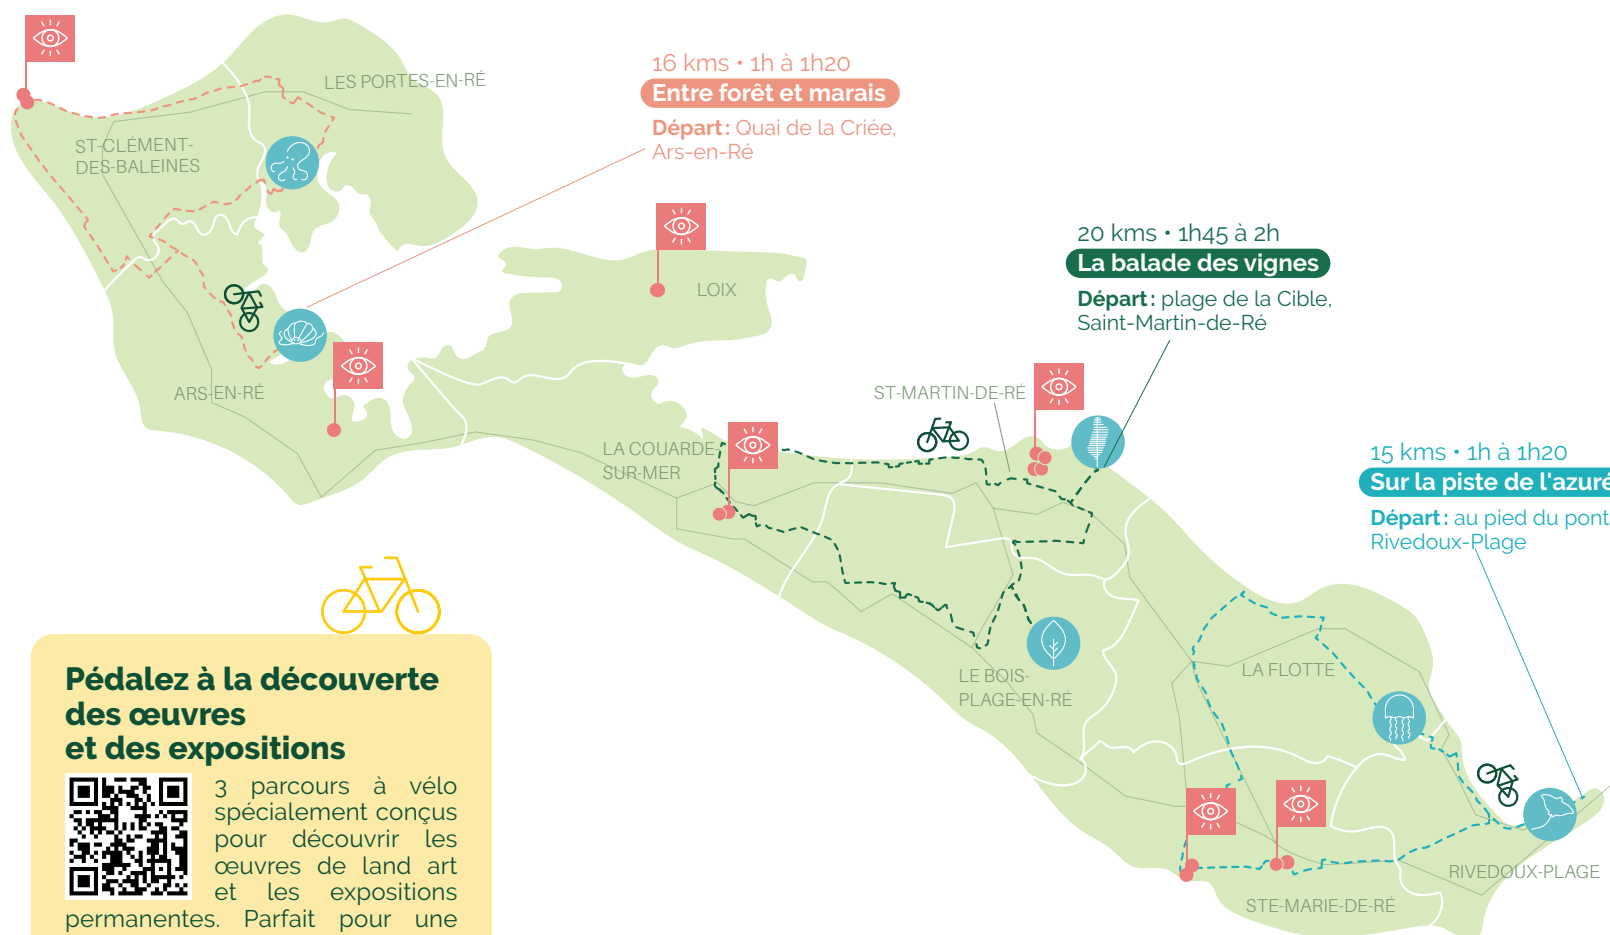 LES PORTES-EN-RÉ
ST-CLÉMENT-
DES-BALEINES
16 kms • 1h à 1h20
Entre forêt et marais
Départ : Quai de la Criée,
Ars-en-Ré
LOIX
ARS-EN-RÉ
20 kms • 1h45 à 2h
La balade des vignes
Départ : plage de la Cible,
Saint-Martin-de-Ré
ST-MARTIN-DE-RÉ
LA COUARDE-
SUR-MER
15 kms • 1h à 1h20
Sur la piste de l'azuré
Départ : au pied du pont
Rivedoux-Plage
LE BOIS-
PLAGE-EN-RÉ
LA FLOTTE
RIVEDOUX-PLAGE
STE-MARIE-DE-RÉ
Pédalez à la découverte
des œuvres
et des expositions
3 parcours à vélo
spécialement conçus
pour découvrir les
œuvres de land art
et les expositions
permanentes. Parfait pour une